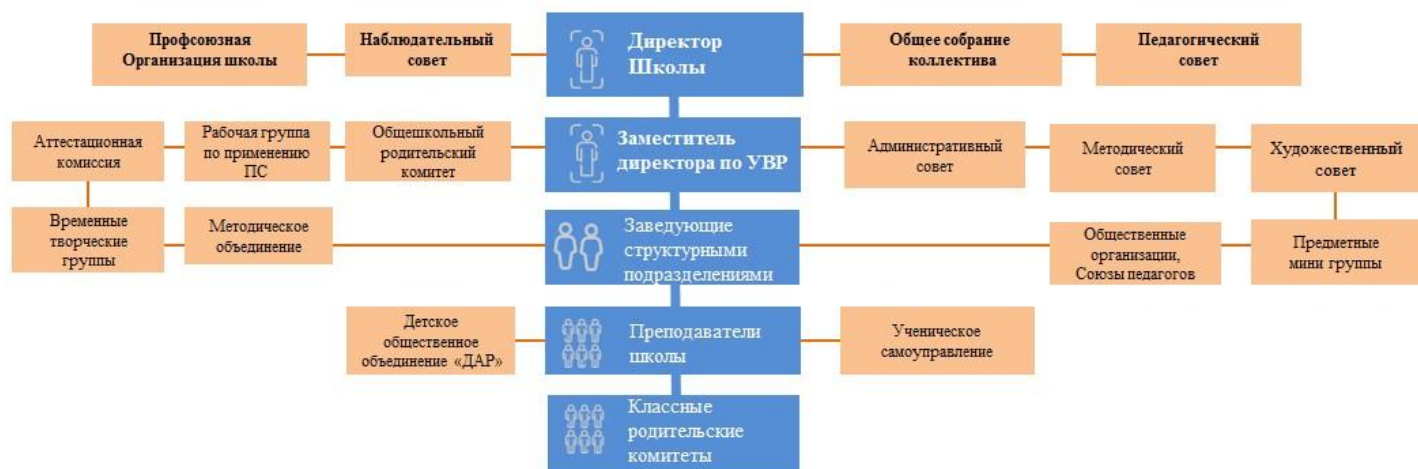 Профсоюзная
Организация школы
Наблюдательный
совет
Директор
Школы
Общее собрание
коллектива
Педагогический
совет
Аттестационная
комиссия
Рабочая группа
по применению
ПС
Общешкольный
родительский
комитет
Заместитель
директора по УВР
Административный
совет
Методический
совет
Художественный
совет
Временные
творческие
группы
Методическое
объединение
Заведующие
структурными
подразделениями
Общественные
организации,
Союзы педагогов
Предметные
мини группы
Детское
общественное
объединение «ДАР»
Преподаватели
школы
Ученическое
самоуправление
Классные
родительские
комитеты